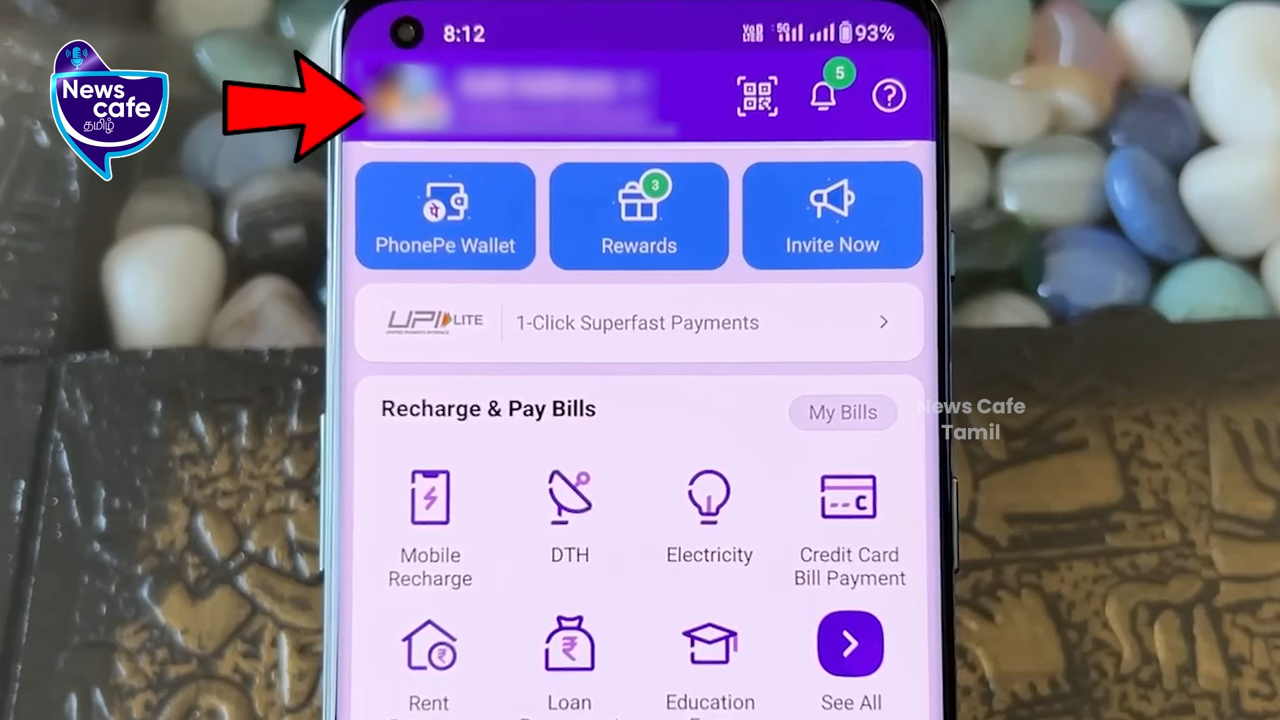 News
cafe
தமிழ்
8:12
5G
93%
5
PhonePe Wallet
3
Rewards
Invite Now
UPI LITE
1-Click Superfast Payments
Recharge & Pay Bills
My Bills
News Cafe
Tamil
Mobile
Recharge
DTH
Electricity
Credit Card
Bill Payment
Rent
Loan
Education
See All